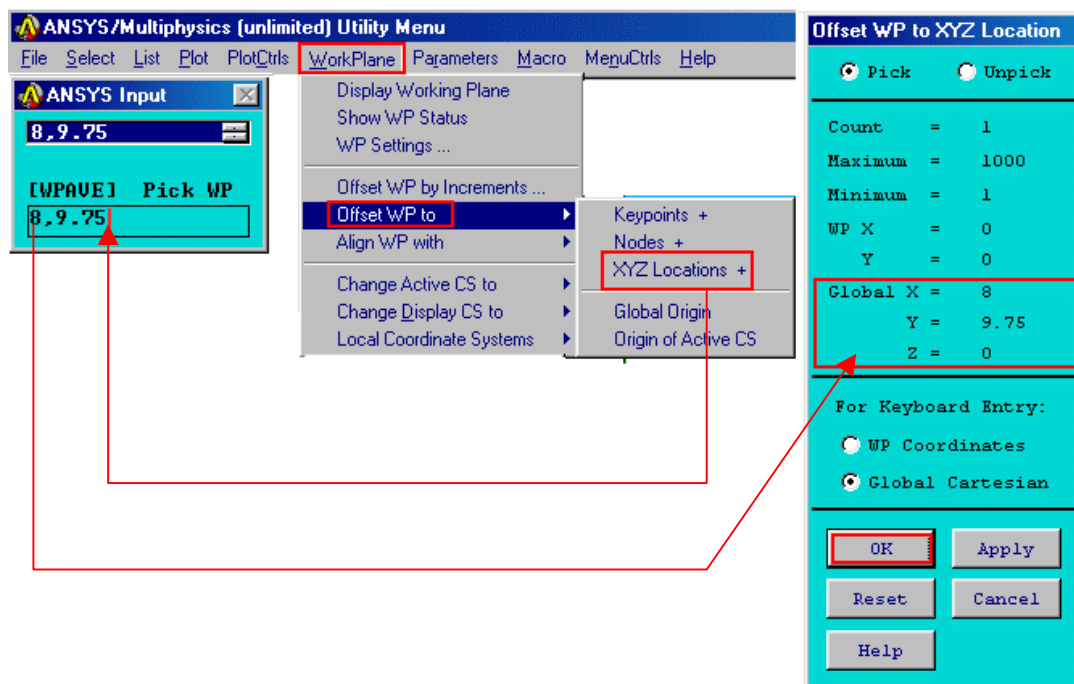 ANSYS/Multiphysics (unlimited) Utility Menu
File Select List Plot PlotCtrls WorkPlane Parameters Macro MenuCtrls Help
ANSYS Input
8,9.75
[WPAVE] Pick WP
8,9.75
Display Working Plane
Show WP Status
WP Settings ...
Offset WP by Increments ...
Offset WP to
Align WP with
Change Active CS to
Change Display CS to
Local Coordinate Systems
Keypoints +
Nodes +
XYZ Locations +
Global Origin
Origin of Active CS
Offset WP to XYZ Location
Pick Unpick
Count = 1
Maximum = 1000
Minimum = 1
WP X = 0
Y = 0
Global X = 8
Y = 9.75
Z = 0
For Keyboard Entry:
WP Coordinates
Global Cartesian
OK Apply
Reset Cancel
Help